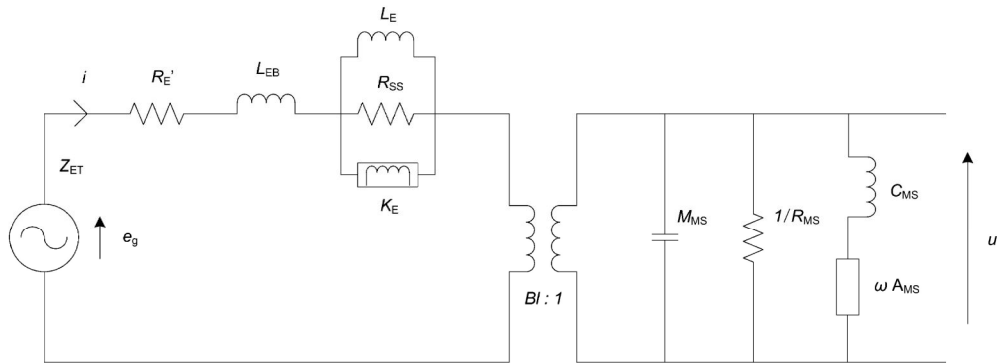 L_E
i
R_E'
L_EB
R_SS
Z_ET
K_E
C_MS
M_MS
1/R_MS
e_g
u
ω A_MS
Bl : 1